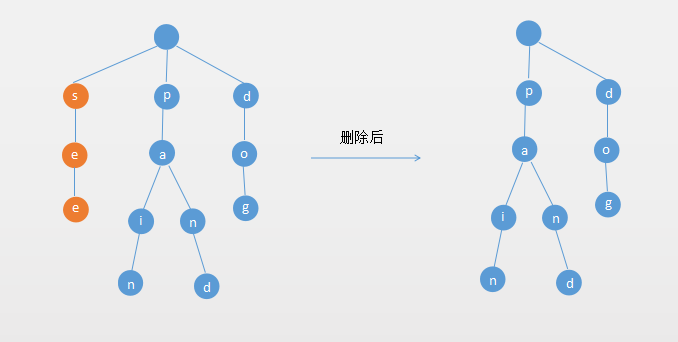 s p d p d
删除后
e a o a o
e i n g i n g
n d n d